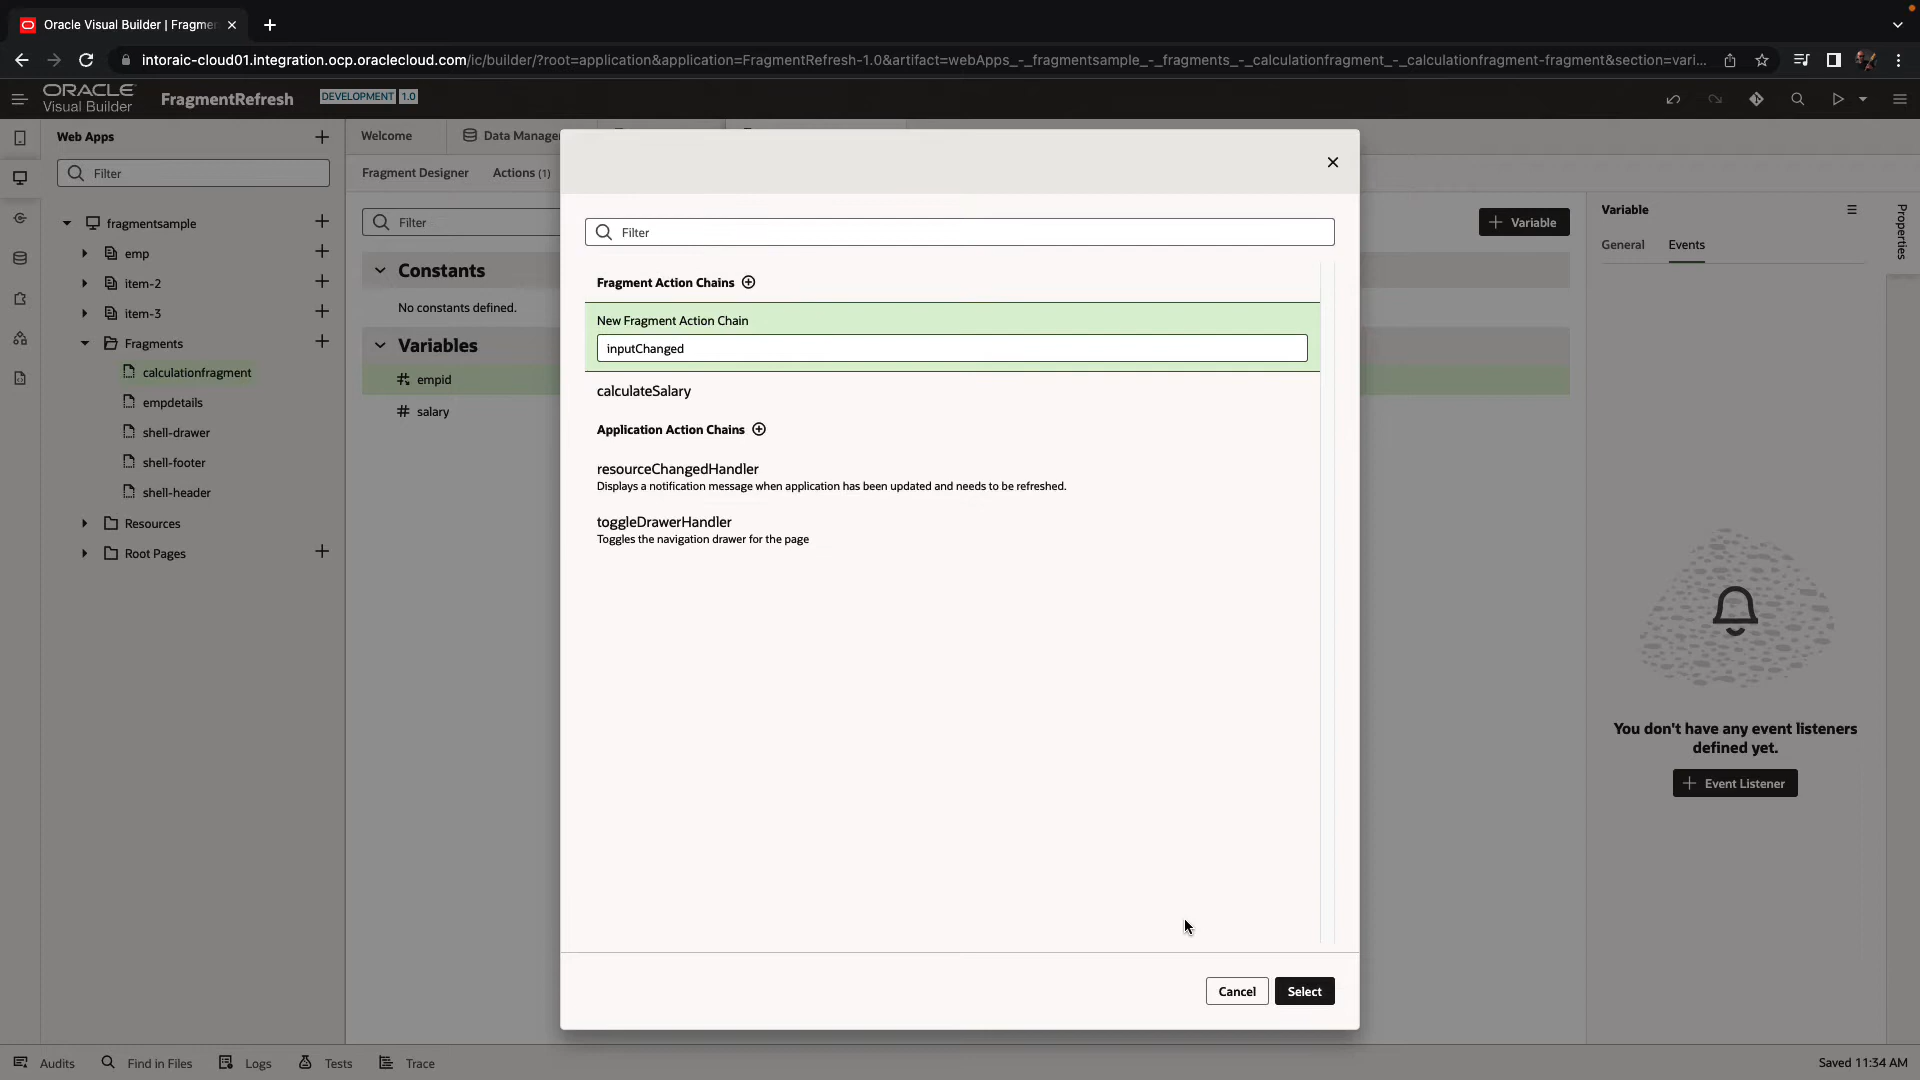 Oracle Visual Builder | Fragme
intoraic-cloud01.integration.ocp.oraclecloud.com/ic/builder/?root=application&application=FragmentRefresh-1.0&artifact=webApps_-_fragmentsample_-_fragments_-_calculationfragment_-_calculationfragment-fragment&section=vari...
ORACLE
Visual Builder
FragmentRefresh
DEVELOPMENT 1.0
Web Apps
Filter
fragmentsample
emp
item-2
item-3
Fragments
calculationfragment
empdetails
shell-drawer
shell-footer
shell-header
Resources
Root Pages
Welcome
Data Manage
Fragment Designer
Actions (1)
Filter
Variable
Constants
No constants defined.
Variables
empid
salary
Filter
Fragment Action Chains
New Fragment Action Chain
inputChanged
calculateSalary
Application Action Chains
resourceChangedHandler
Displays a notification message when application has been updated and needs to be refreshed.
toggleDrawerHandler
Toggles the navigation drawer for the page
Cancel
Select
Variable
General
Events
You don't have any event listeners
defined yet.
Event Listener
Properties
Audits
Find in Files
Logs
Tests
Trace
Saved 11:34 AM